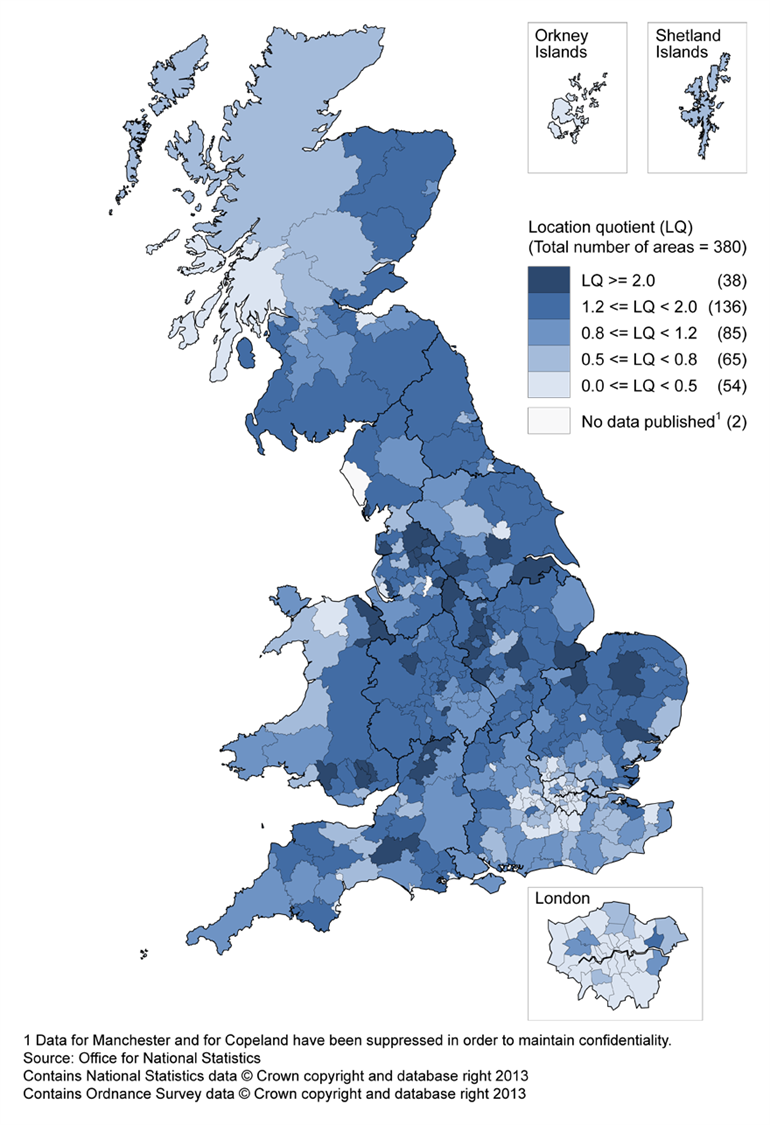 Orkney
Islands
Shetland
Islands
Location quotient (LQ)
(Total number of areas = 380)
LQ >= 2.0 (38)
1.2 <= LQ < 2.0 (136)
0.8 <= LQ < 1.2 (85)
0.5 <= LQ < 0.8 (65)
0.0 <= LQ < 0.5 (54)
No data published1 (2)
London
1 Data for Manchester and for Copeland have been suppressed in order to maintain confidentiality.
Source: Office for National Statistics
Contains National Statistics data © Crown copyright and database right 2013
Contains Ordnance Survey data © Crown copyright and database right 2013